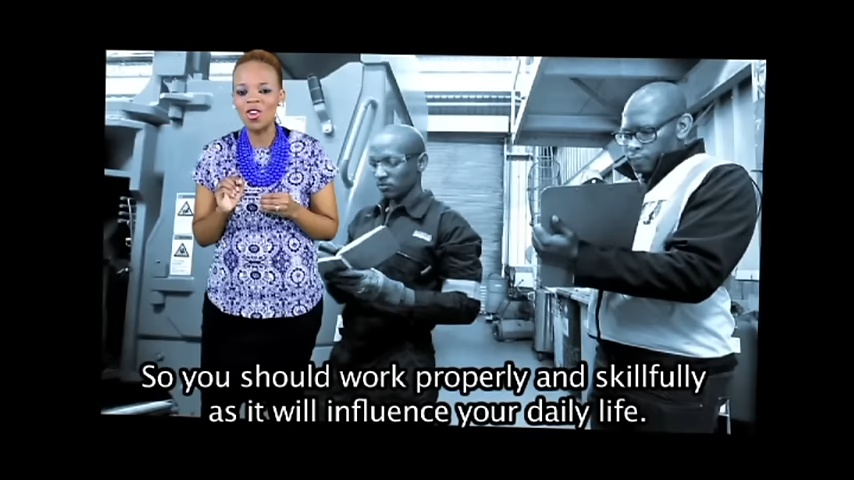 So you should work properly and skillfully
as it will influence your daily life.